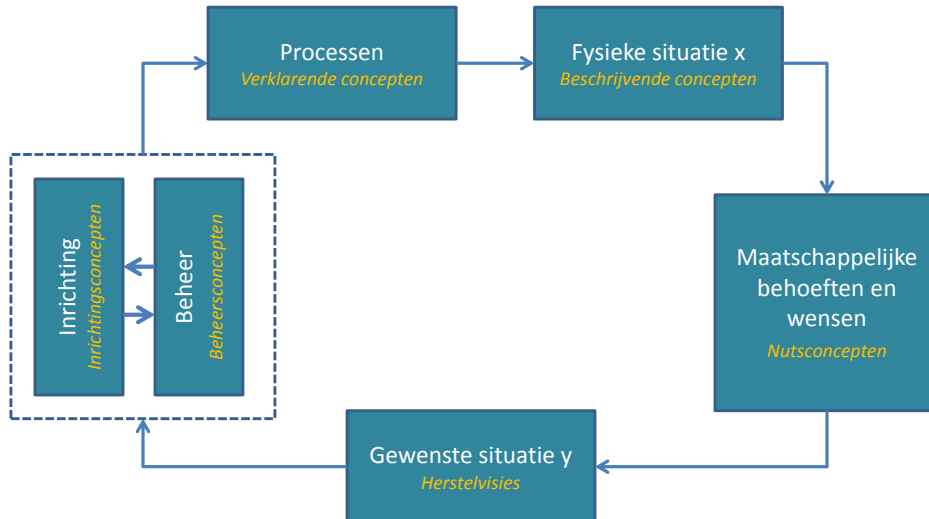 Processen
Verklarende concepten
Fysieke situatie x
Beschrijvende concepten
Inrichting
Inrichtingsconcepten
Beheer
Beheersconcepten
Maatschappelijke
behoeften en
wensen
Nutsconcepten
Gewenste situatie y
Herstelvisies